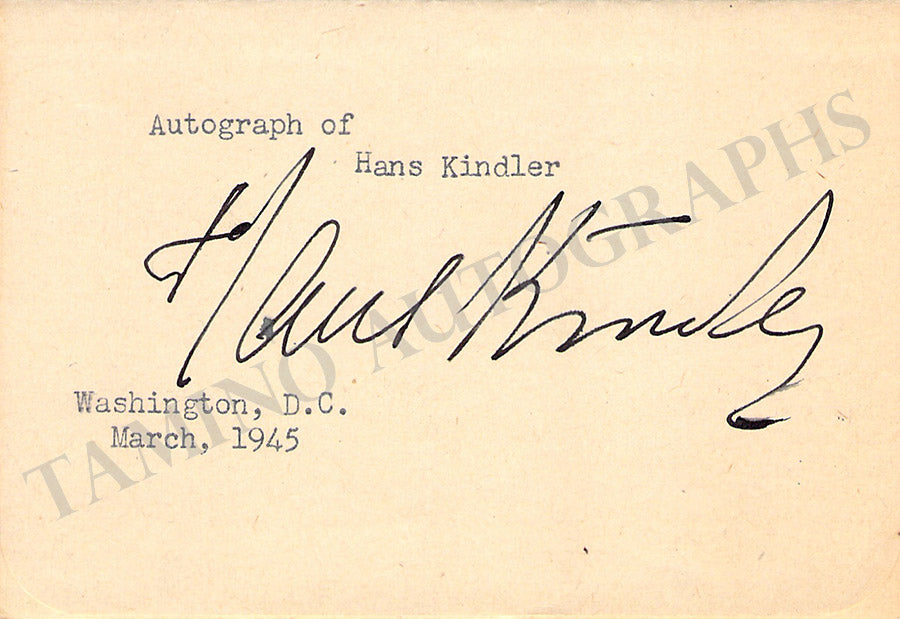 Autograph of
Hans Kindler
Hans Kindler
Washington, D.C.
March, 1945
TAMINO AUTOGRAPHS